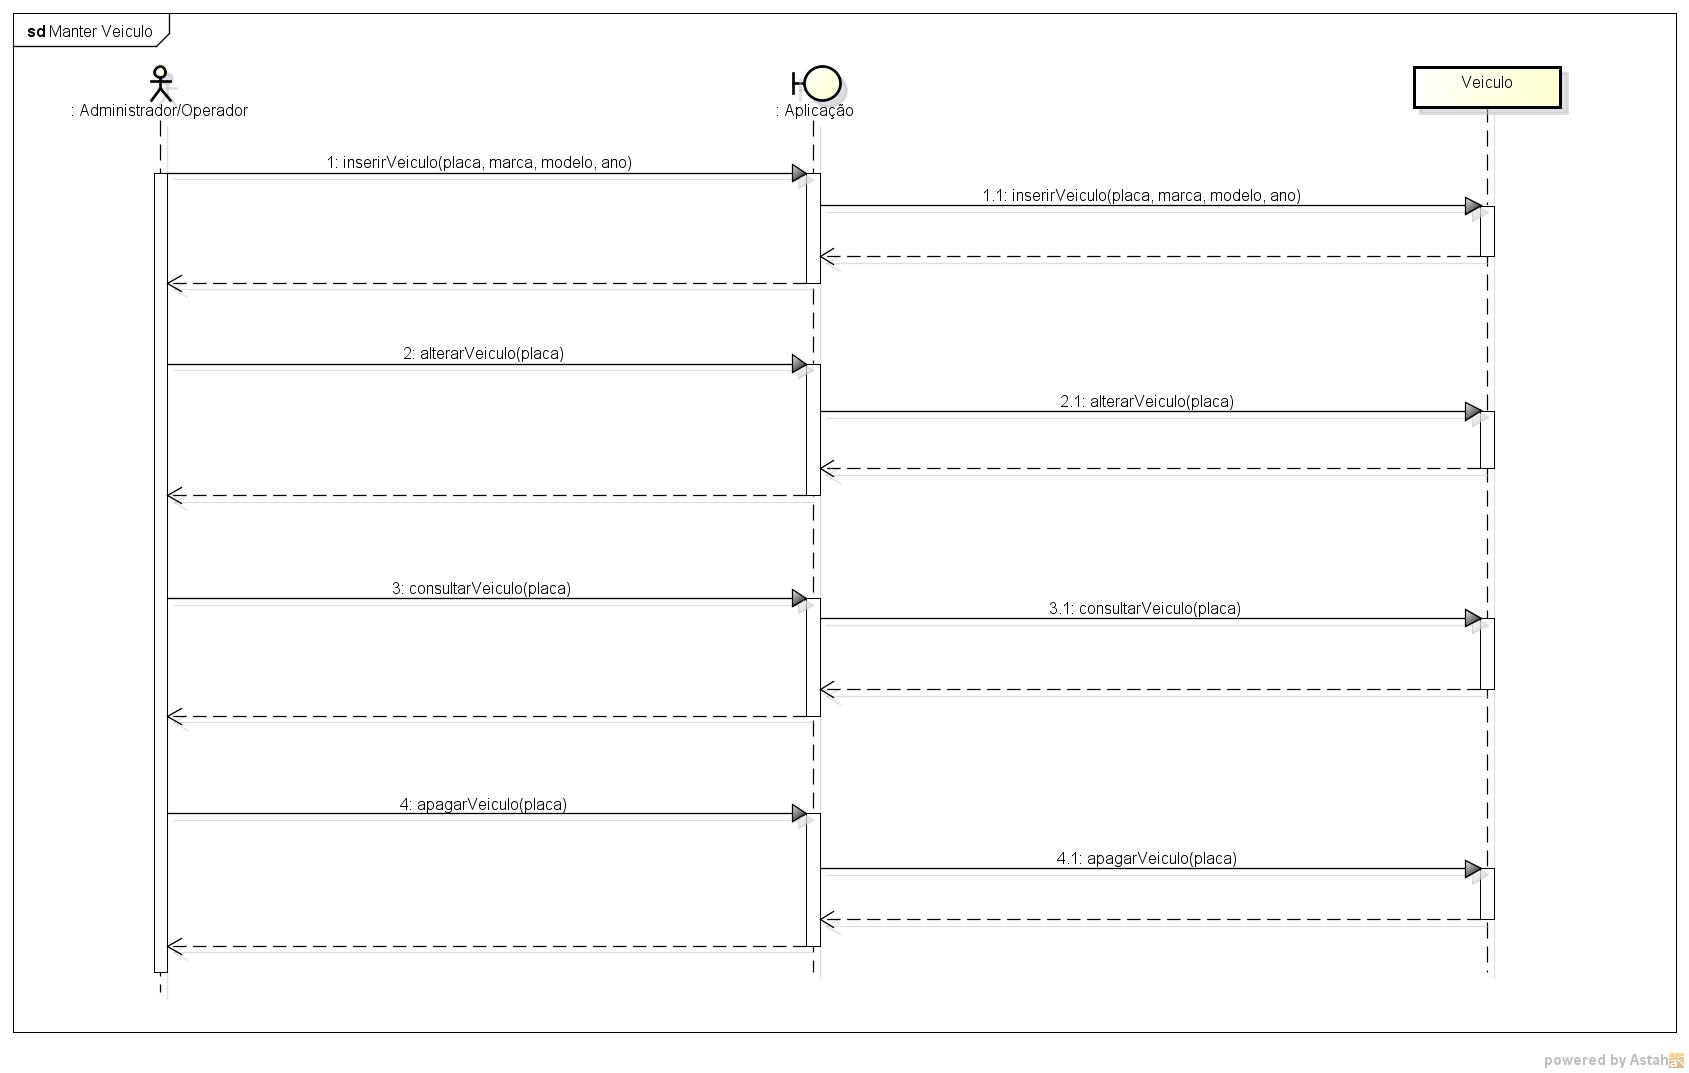 sd Manter Veiculo
: Administrador/Operador
: Aplicação
Veiculo
1: inserirVeiculo(placa, marca, modelo, ano)
1.1: inserirVeiculo(placa, marca, modelo, ano)
2: alterarVeiculo(placa)
2.1: alterarVeiculo(placa)
3: consultarVeiculo(placa)
3.1: consultarVeiculo(placa)
4: apagarVeiculo(placa)
4.1: apagarVeiculo(placa)
powered by Astah